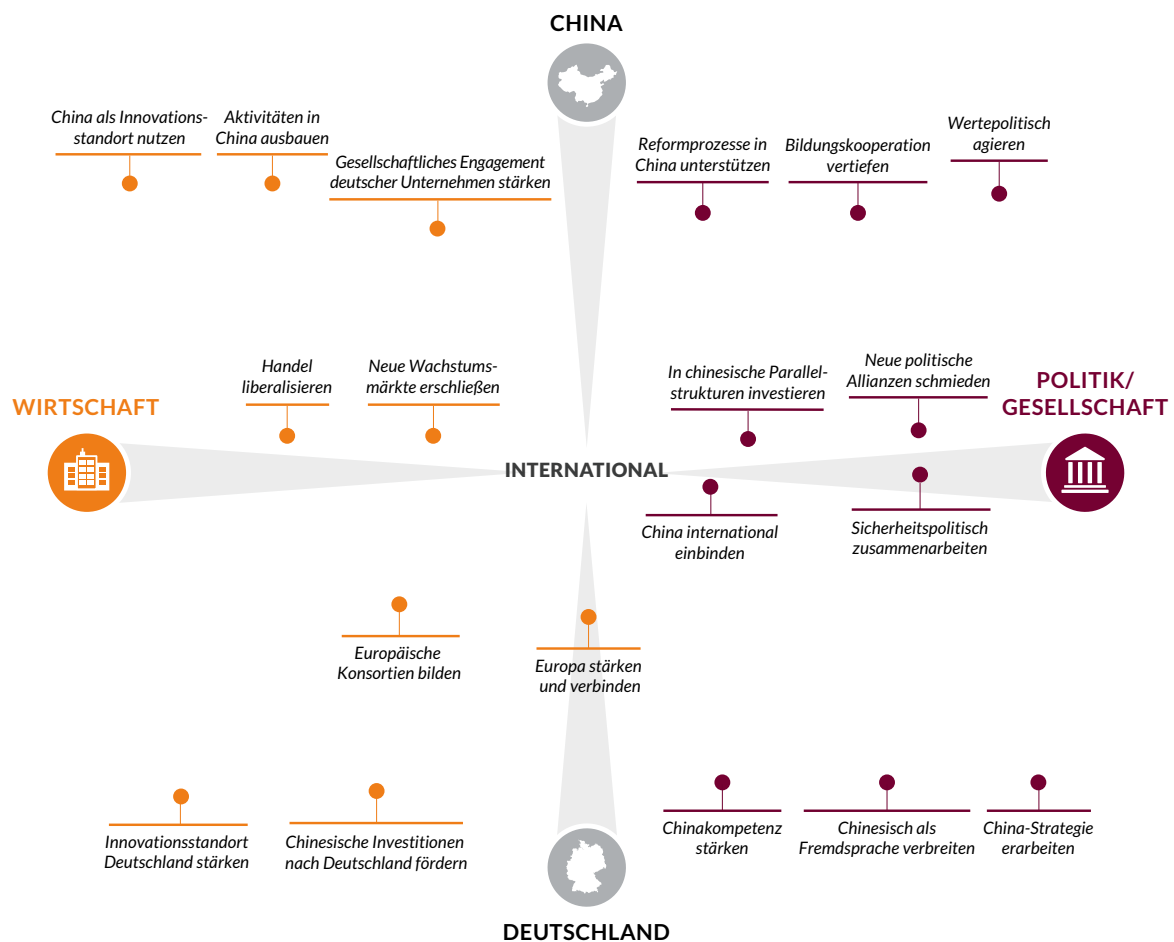 CHINA
China als Innovations-
standort nutzen
Aktivitäten in
China ausbauen
Gesellschaftliches Engagement
deutscher Unternehmen stärken
Reformprozesse in
China unterstützen
Bildungskooperation
vertiefen
Wertepolitisch
agieren
WIRTSCHAFT
Handel
liberalisieren
Neue Wachstums-
märkte erschließen
In chinesische Parallel-
strukturen investieren
Neue politische
Allianzen schmieden
POLITIK/
GESELLSCHAFT
INTERNATIONAL
China international
einbinden
Sicherheitspolitisch
zusammenarbeiten
Europäische
Konsortien bilden
Europa stärken
und verbinden
Innovationsstandort
Deutschland stärken
Chinesische Investitionen
nach Deutschland fördern
Chinakompetenz
stärken
Chinesisch als
Fremdsprache verbreiten
China-Strategie
erarbeiten
DEUTSCHLAND